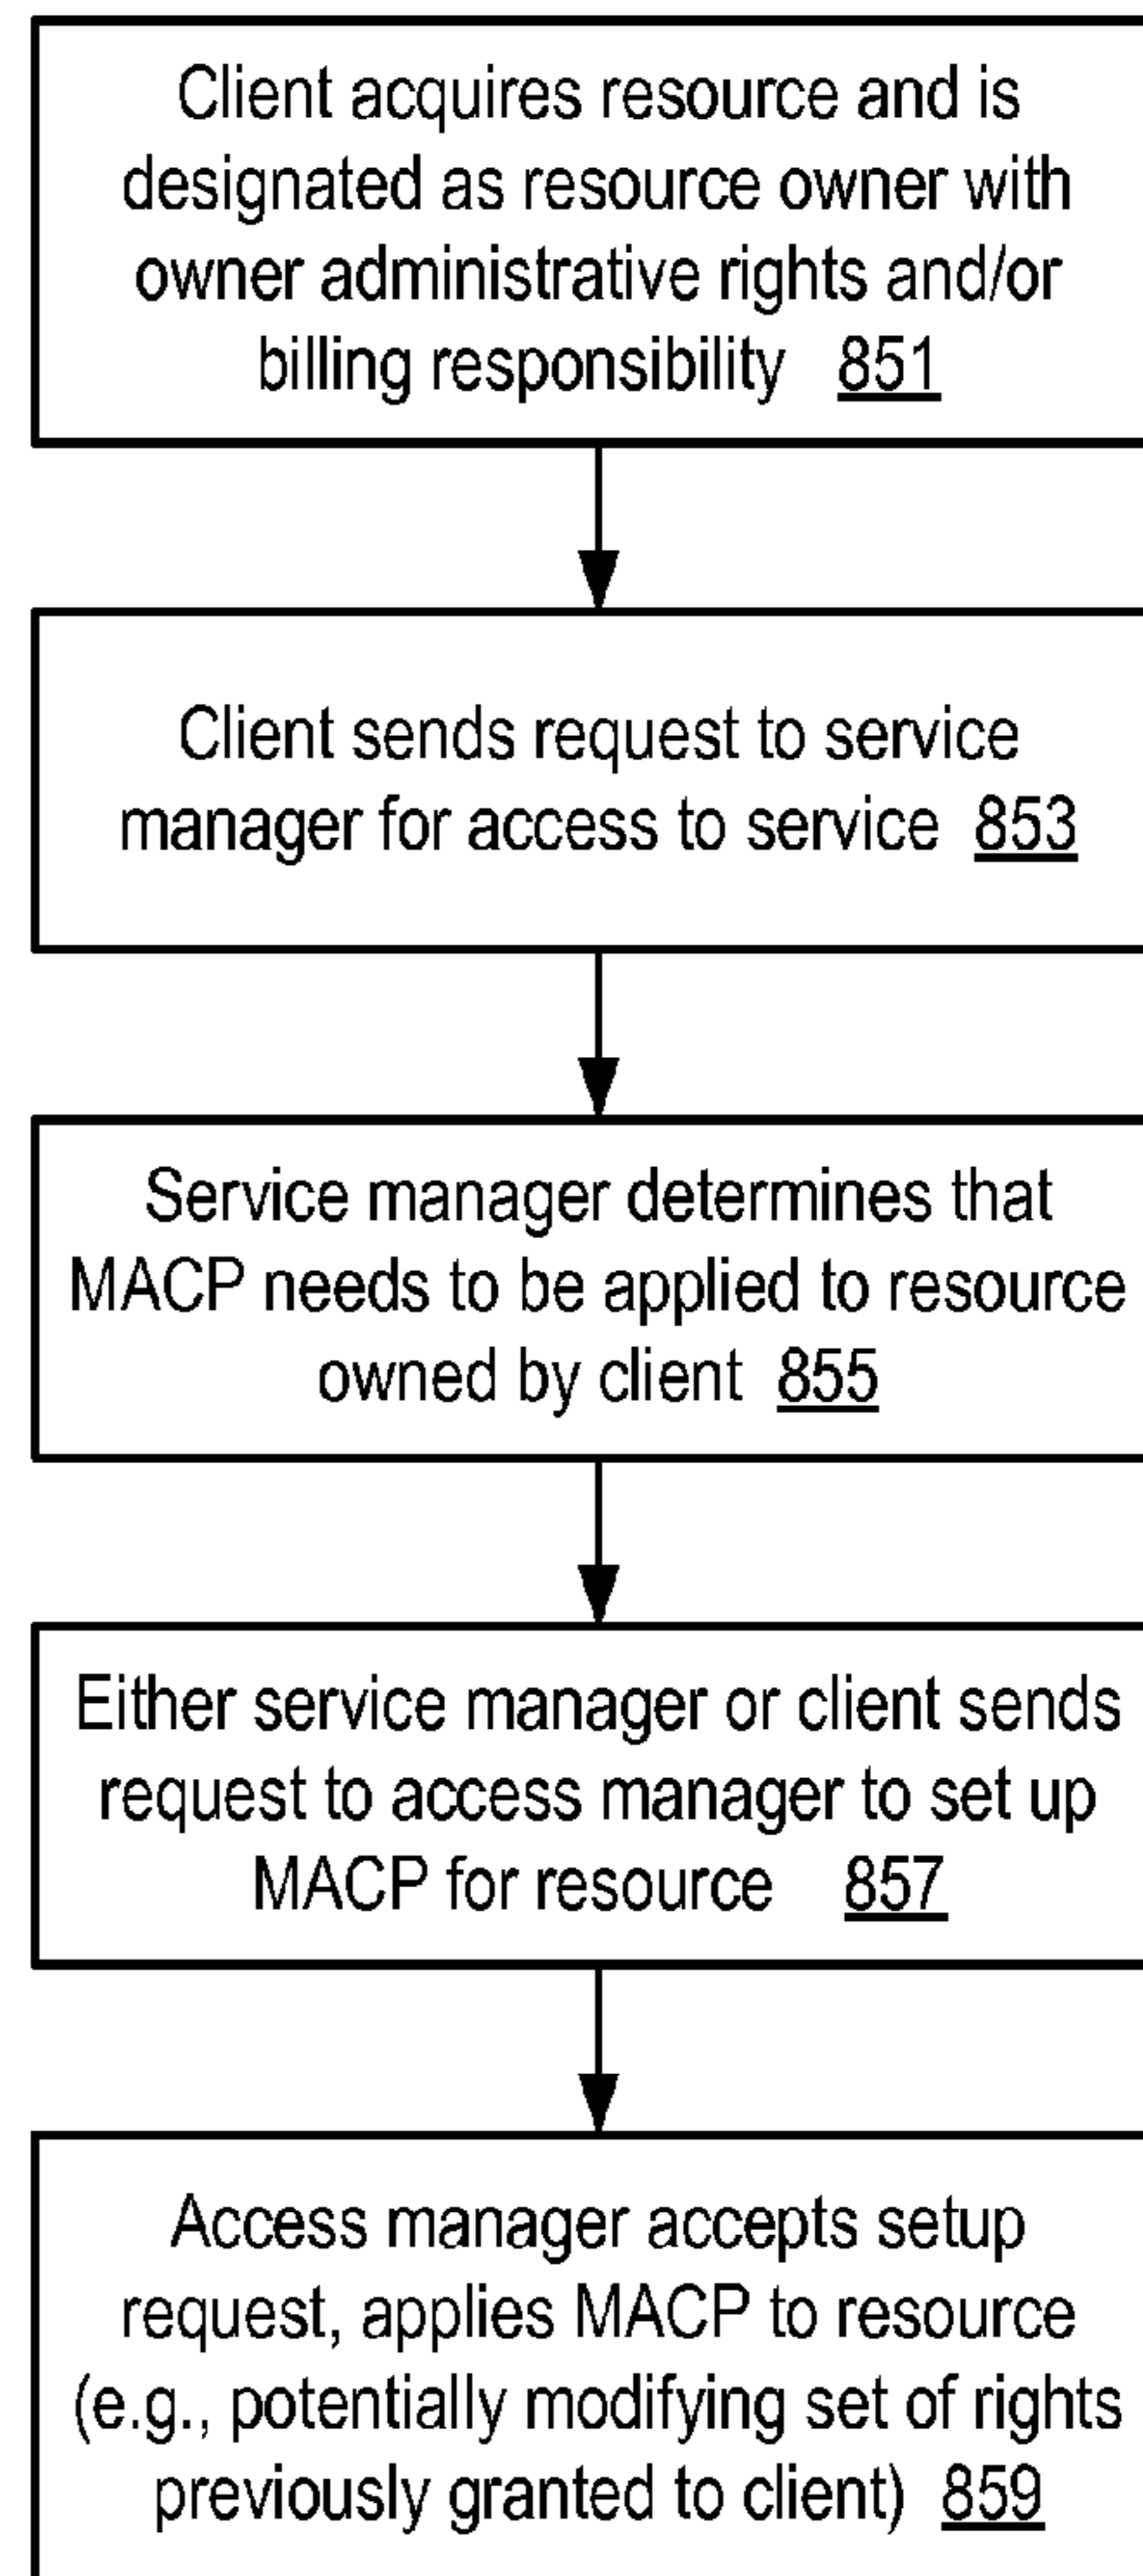 Client acquires resource and is
designated as resource owner with
owner administrative rights and/or
billing responsibility 851
Client sends request to service
manager for access to service 853
Service manager determines that
MACP needs to be applied to resource
owned by client 855
Either service manager or client sends
request to access manager to set up
MACP for resource 857
Access manager accepts setup
request, applies MACP to resource
(e.g., potentially modifying set of rights
previously granted to client) 859